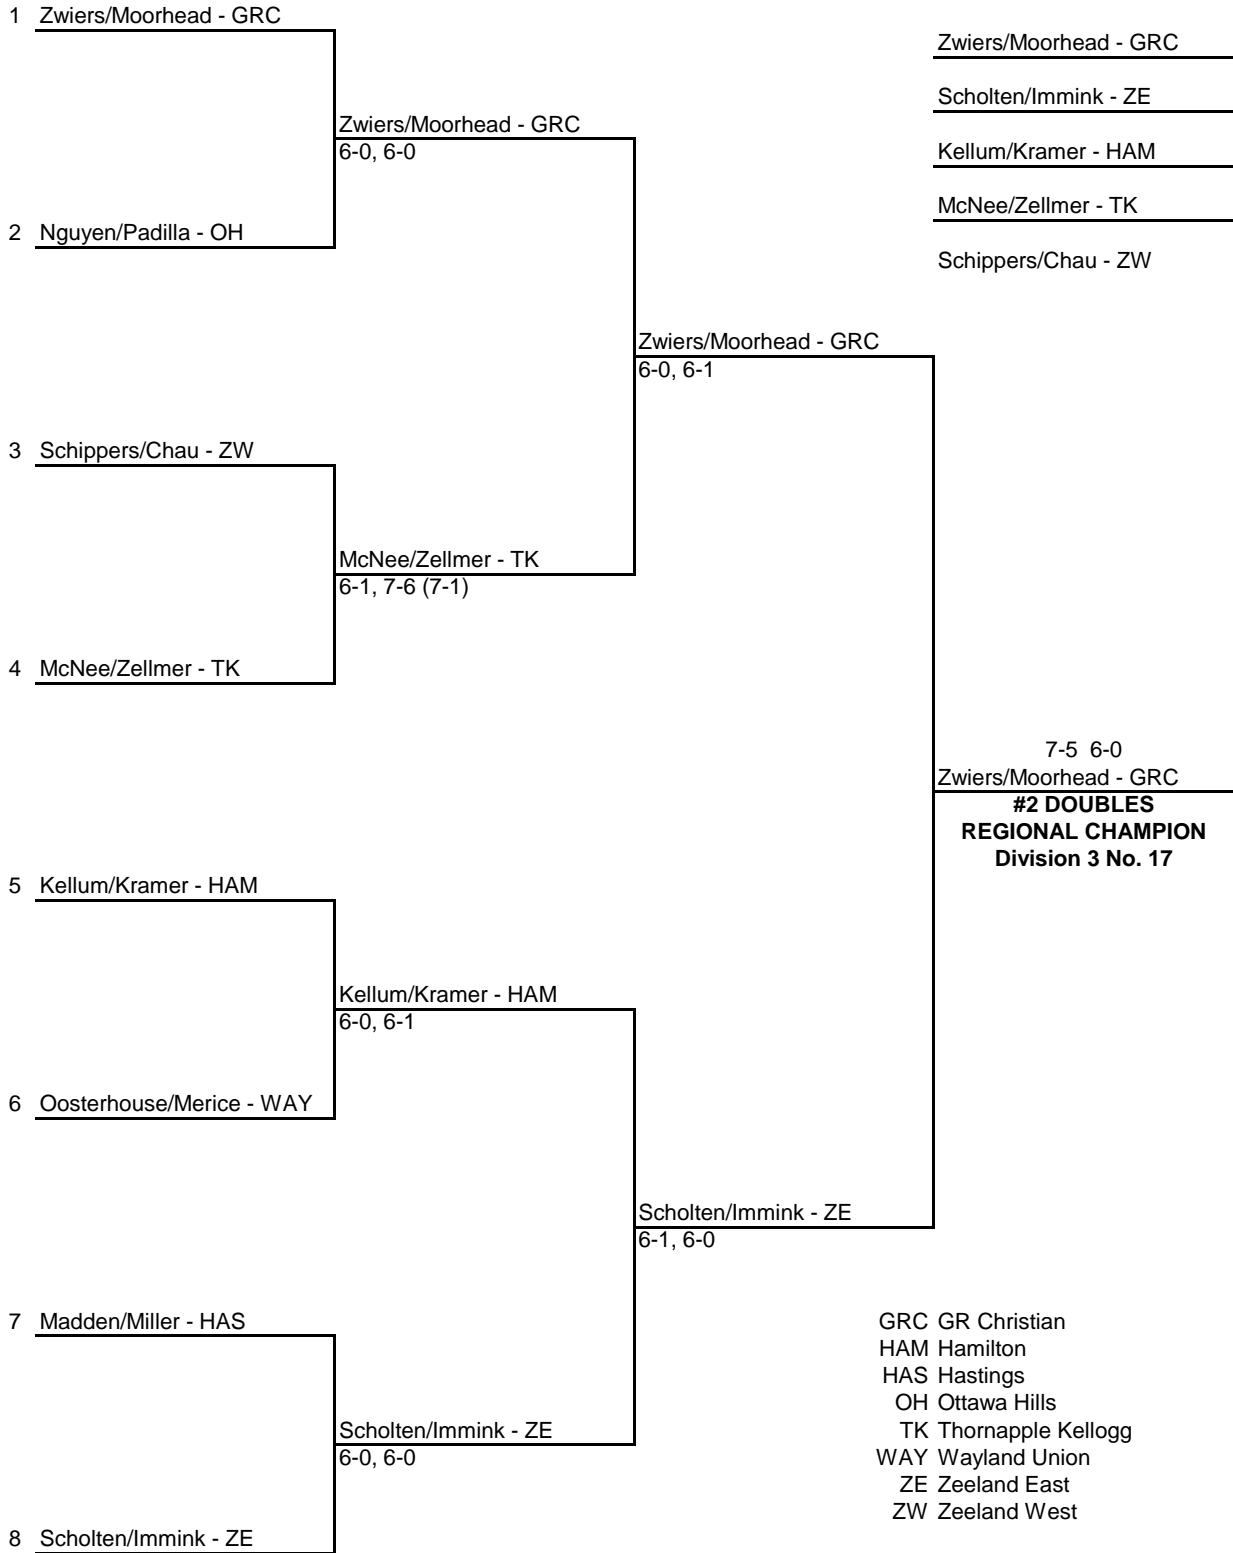 1 Zwiers/Moorhead - GRC
Zwiers/Moorhead - GRC
Scholten/Immink - ZE
Zwiers/Moorhead - GRC
6-0, 6-0
Kellum/Kramer - HAM
McNee/Zellmer - TK
2 Nguyen/Padilla - OH
Schippers/Chau - ZW
Zwiers/Moorhead - GRC
6-0, 6-1
3 Schippers/Chau - ZW
McNee/Zellmer - TK
6-1, 7-6 (7-1)
4 McNee/Zellmer - TK
7-5 6-0
Zwiers/Moorhead - GRC
#2 DOUBLES
REGIONAL CHAMPION
Division 3 No. 17
5 Kellum/Kramer - HAM
Kellum/Kramer - HAM
6-0, 6-1
6 Oosterhouse/Merice - WAY
Scholten/Immink - ZE
6-1, 6-0
7 Madden/Miller - HAS
GRC GR Christian
HAM Hamilton
HAS Hastings
OH Ottawa Hills
TK Thornapple Kellogg
WAY Wayland Union
ZE Zeeland East
ZW Zeeland West
Scholten/Immink - ZE
6-0, 6-0
8 Scholten/Immink - ZE